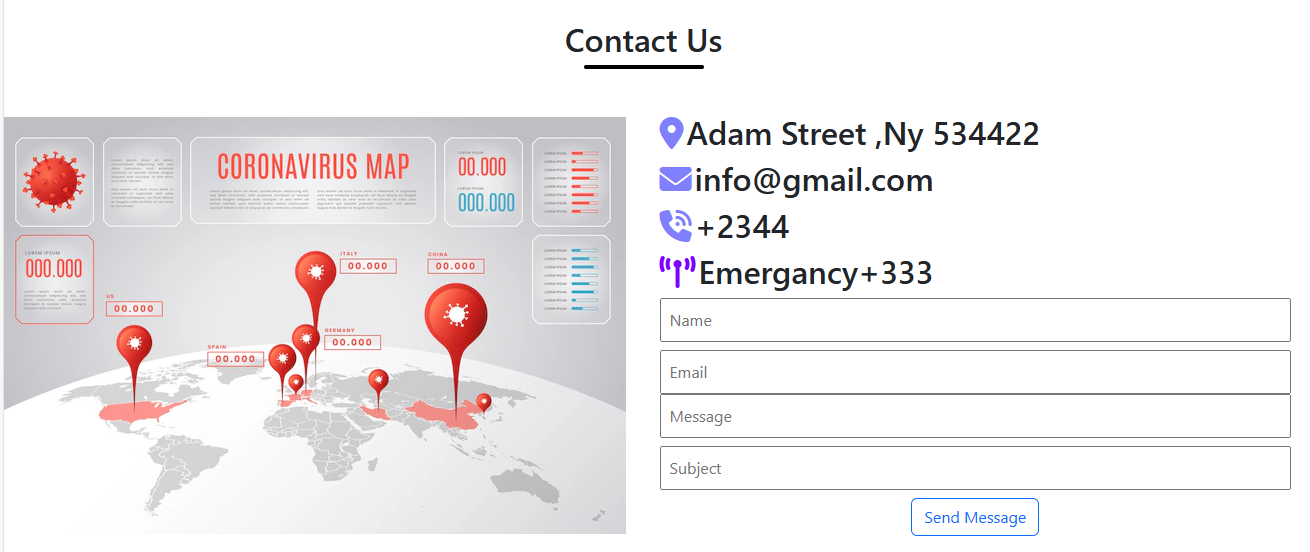 Contact Us
CORONAVIRUS MAP
LOREM IPSUM
00.000
LOREM IPSUM
000.000
LOREM IPSUM
000.000
US
00.000
ITALY
00.000
CHINA
00.000
GERMANY
00.000
SPAIN
00.000
Adam Street ,Ny 534422
info@gmail.com
+2344
Emergancy+333
Name
Email
Message
Subject
Send Message